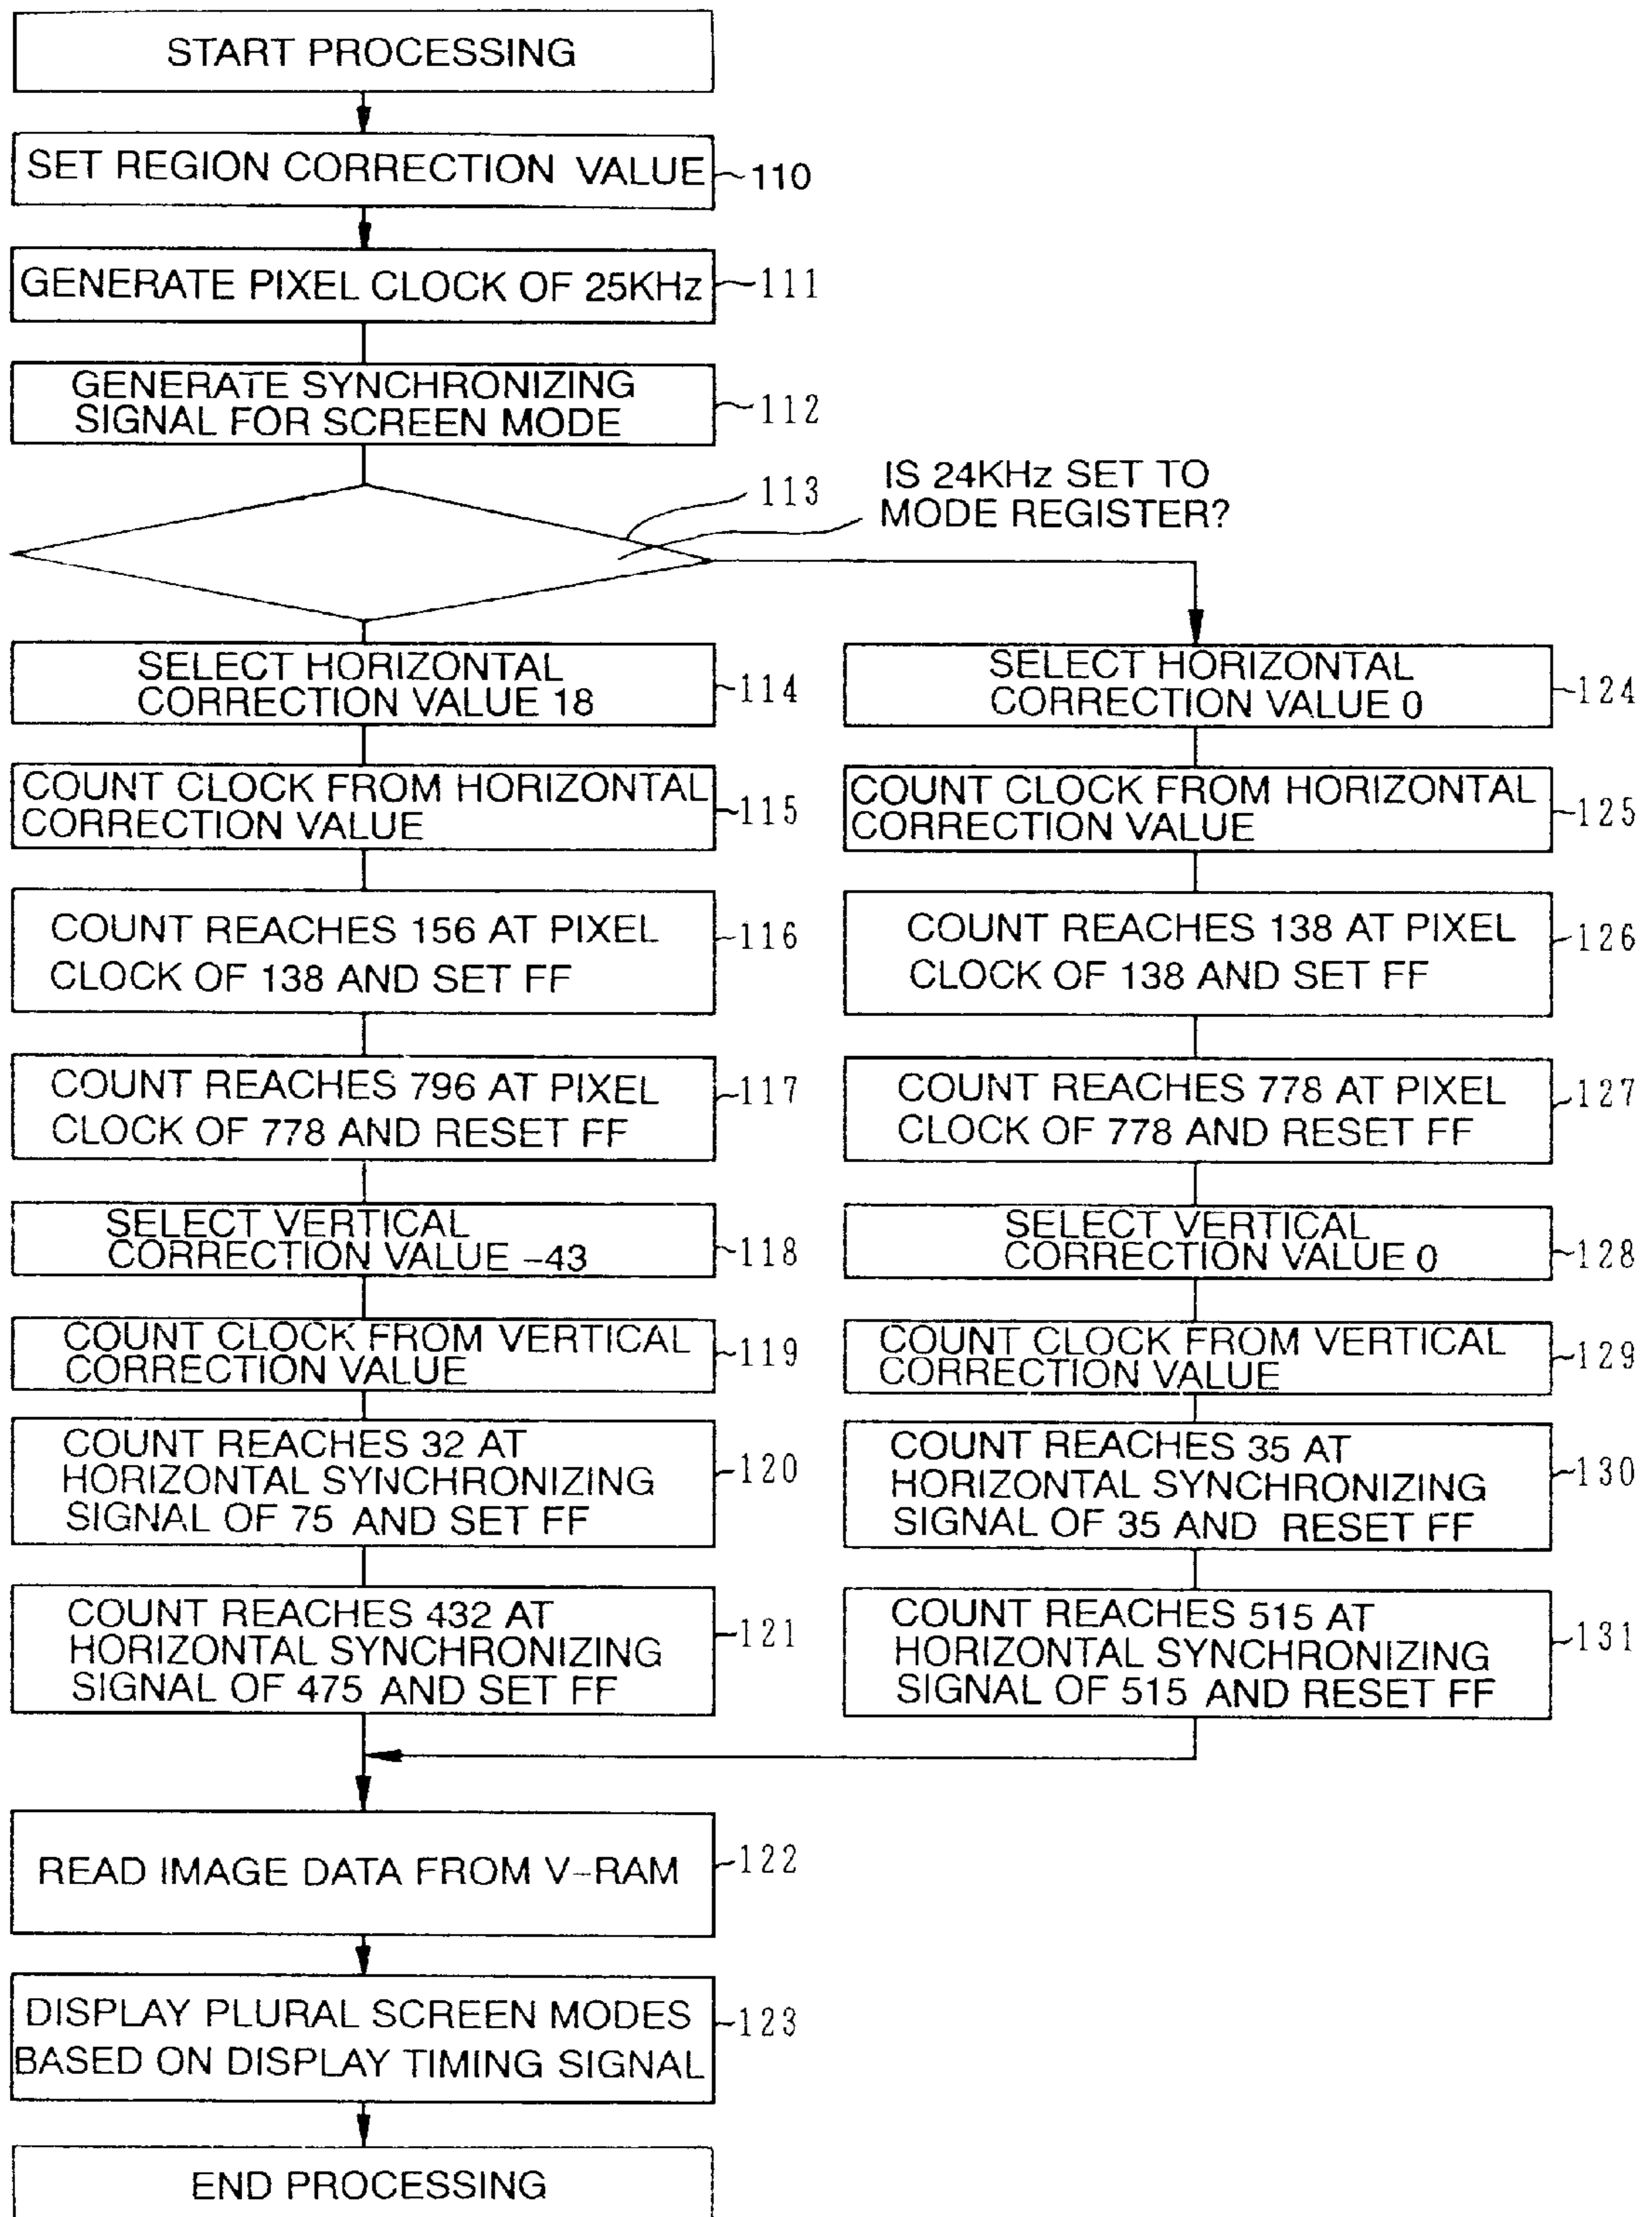 START PROCESSING
SET REGION CORRECTION VALUE
110
GENERATE PIXEL CLOCK OF 25KHz
111
GENERATE SYNCHRONIZING
SIGNAL FOR SCREEN MODE
112
113
IS 24KHz SET TO
MODE REGISTER?
SELECT HORIZONTAL
CORRECTION VALUE 18
114
COUNT CLOCK FROM HORIZONTAL
CORRECTION VALUE
115
COUNT REACHES 156 AT PIXEL
CLOCK OF 138 AND SET FF
116
COUNT REACHES 796 AT PIXEL
CLOCK OF 778 AND RESET FF
117
SELECT VERTICAL
CORRECTION VALUE -43
118
COUNT CLOCK FROM VERTICAL
CORRECTION VALUE
119
COUNT REACHES 32 AT
HORIZONTAL SYNCHRONIZING
SIGNAL OF 75 AND SET FF
120
COUNT REACHES 432 AT
HORIZONTAL SYNCHRONIZING
SIGNAL OF 475 AND SET FF
121
SELECT HORIZONTAL
CORRECTION VALUE 0
124
COUNT CLOCK FROM HORIZONTAL
CORRECTION VALUE
125
COUNT REACHES 138 AT PIXEL
CLOCK OF 138 AND SET FF
126
COUNT REACHES 778 AT PIXEL
CLOCK OF 778 AND RESET FF
127
SELECT VERTICAL
CORRECTION VALUE 0
128
COUNT CLOCK FROM VERTICAL
CORRECTION VALUE
129
COUNT REACHES 35 AT
HORIZONTAL SYNCHRONIZING
SIGNAL OF 35 AND RESET FF
130
COUNT REACHES 515 AT
HORIZONTAL SYNCHRONIZING
SIGNAL OF 515 AND RESET FF
131
READ IMAGE DATA FROM V-RAM
122
DISPLAY PLURAL SCREEN MODES
BASED ON DISPLAY TIMING SIGNAL
123
END PROCESSING